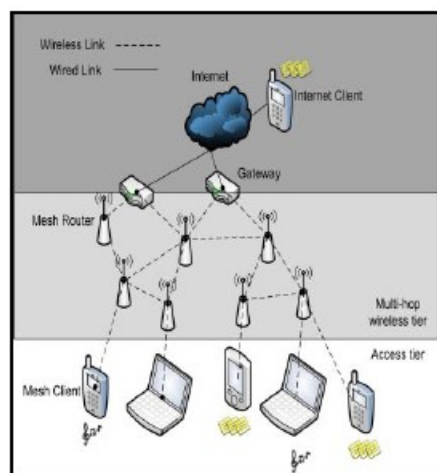 Wireless Link
Wired Link
Internet
Internet Client
Gateway
Mesh Router
Multi-hop
wireless tier
Access tier
Mesh Client